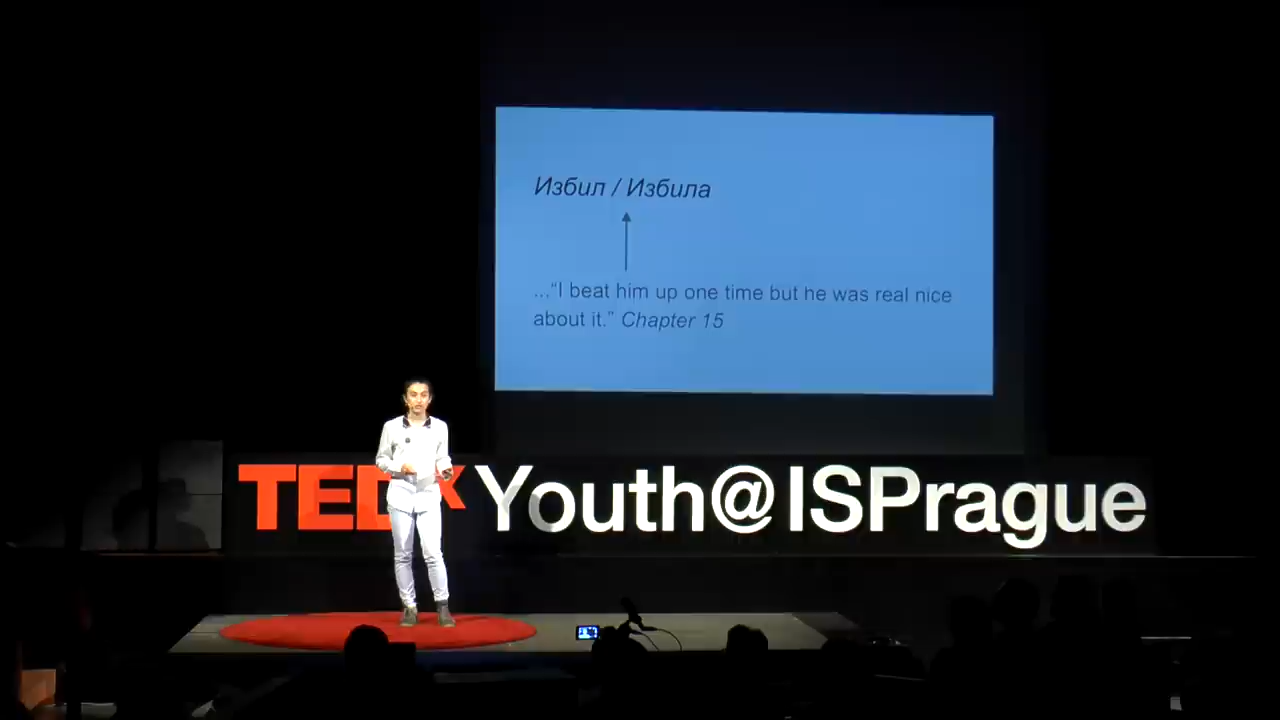 Избил / Избила
..."I beat him up one time but he was real nice
about it." Chapter 15
TEDx Youth@ISPrague